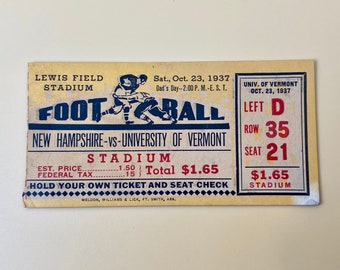 LEWIS FIELD
STADIUM
Sat., Oct. 23, 1937
Dad's Day—2:00 P. M.-E. S. T.
FOOTBALL
NEW HAMPSHIRE -vs- UNIVERSITY OF VERMONT
STADIUM
EST. PRICE - 1.50
FEDERAL TAX - .15
} Total $1.65
HOLD YOUR OWN TICKET AND SEAT CHECK
WELDON, WILLIAMS & LICK, FT. SMITH, ARK.
UNIV. OF VERMONT
OCT. 23, 1937
LEFT D
ROW 35
SEAT 21
$1.65
STADIUM